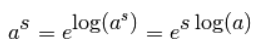 a^s = e^{log(a^s)} = e^{s log(a)}